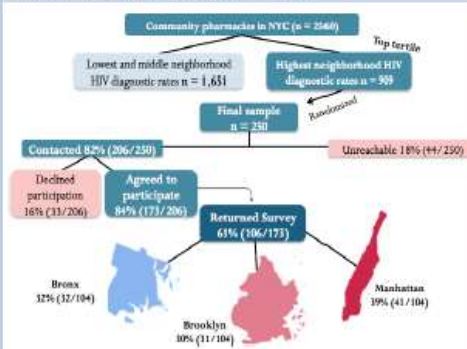 Community pharmacies in NYC (n = 2560)
Top tertile
Lowest and middle neighborhood
HIV diagnostic rates n = 1,651
Highest neighborhood HIV
diagnostic rates n = 909
Randomized
Final sample
n = 250
Contacted 82% (206/250)
Unreachable 18% (44/250)
Declined
participation
16% (33/206)
Agreed to
participate
84% (173/206)
Returned Survey
61% (106/173)
Bronx
32% (32/104)
Brooklyn
30% (31/104)
Manhattan
39% (41/104)